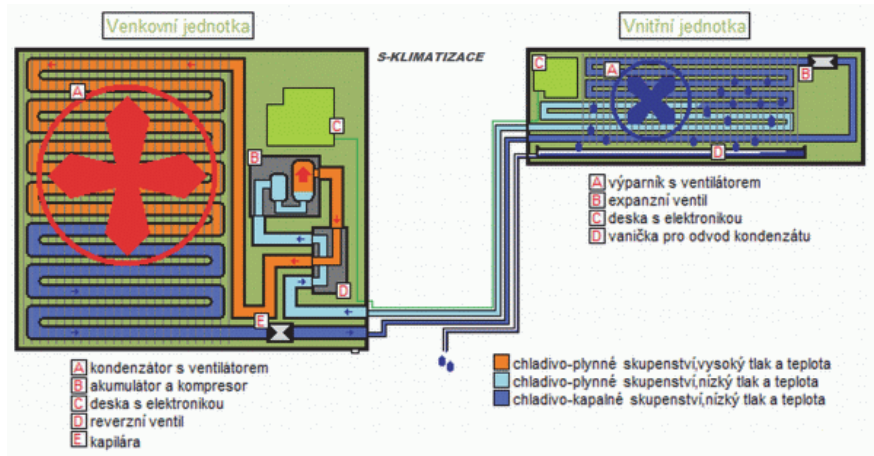 Venkovní jednotka
Vnitřní jednotka
S-KLIMATIZACE
A
C
B
D
E
C
A
B
D
A výparník s ventilátorem
B expanzní ventil
C deska s elektronikou
D vanička pro odvod kondenzátu
A kondenzátor s ventilátorem
B akumulátor a kompresor
C deska s elektronikou
D reverzní ventil
E kapilára
chladivo-plynné skupenství,vysoký tlak a teplota
chladivo-plynné skupenství,nízký tlak a teplota
chladivo-kapalné skupenství,nízký tlak a teplota